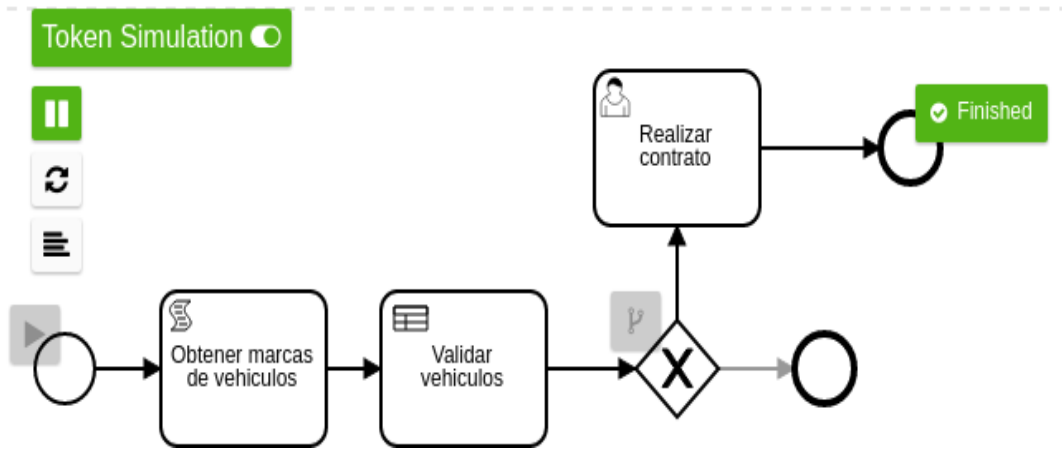 Token Simulation
Finished
Realizar
contrato
Obtener marcas
de vehiculos
Validar
vehiculos
X